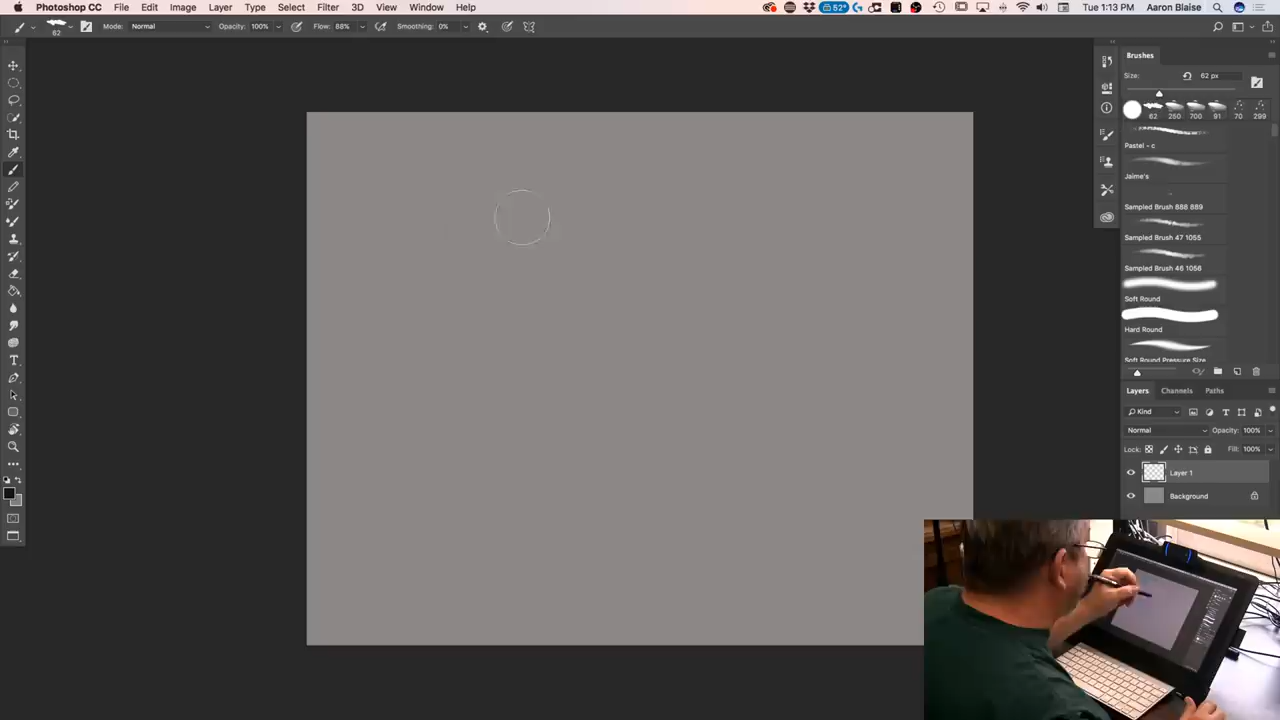 Photoshop CC File Edit Image Layer Type Select Filter 3D View Window Help 52° Tue 1:13 PM Aaron Blaise
62 Mode: Normal Opacity: 100% Flow: 88% Smoothing: 0%
Brushes
Size: 62 px
62 250 700 91 70 299
Pastel - c
Jaime's
Sampled Brush 888 889
Sampled Brush 47 1055
Sampled Brush 46 1056
Soft Round
Hard Round
Soft Round Pressure Size
Layers Channels Paths
Kind
Normal Opacity: 100%
Lock: Fill: 100%
Layer 1
Background